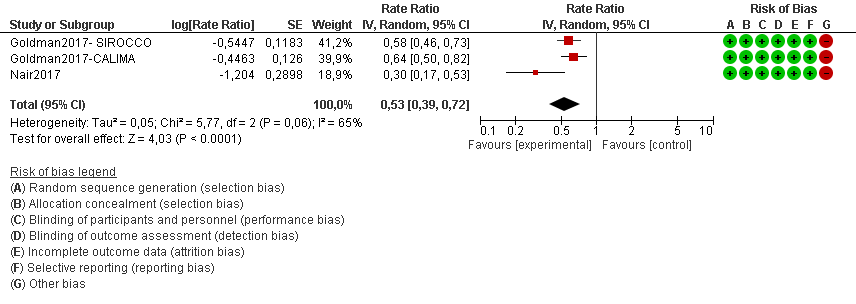 Rate Ratio Rate Ratio Risk of Bias
Study or Subgroup log[Rate Ratio] SE Weight IV, Random, 95% CI IV, Random, 95% CI A B C D E F G
Goldman2017- SIROCCO -0,5447 0,1183 41,2% 0,58 [0,46, 0,73] + + + + + +
Goldman2017-CALIMA -0,4463 0,126 39,9% 0,64 [0,50, 0,82] + + + + + +
Nair2017 -1,204 0,2898 18,9% 0,30 [0,17, 0,53] + + + + + +
Total (95% CI) 100,0% 0,53 [0,39, 0,72]
Heterogeneity: Tau² = 0,05; Chi² = 5,77, df = 2 (P = 0,06); I² = 65%
Test for overall effect: Z = 4,03 (P < 0.0001)
0.1 0.2 0.5 1 2 5 10
Favours [experimental] Favours [control]
Risk of bias legend
(A) Random sequence generation (selection bias)
(B) Allocation concealment (selection bias)
(C) Blinding of participants and personnel (performance bias)
(D) Blinding of outcome assessment (detection bias)
(E) Incomplete outcome data (attrition bias)
(F) Selective reporting (reporting bias)
(G) Other bias